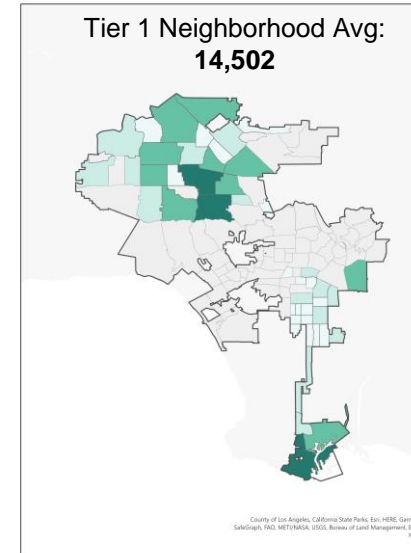 Tier 1 Neighborhood Avg:
14,502
County of Los Angeles, California State Parks, Esri, HERE, Garm
SafeGraph, FAO, METI/NASA, USGS, Bureau of Land Management, E